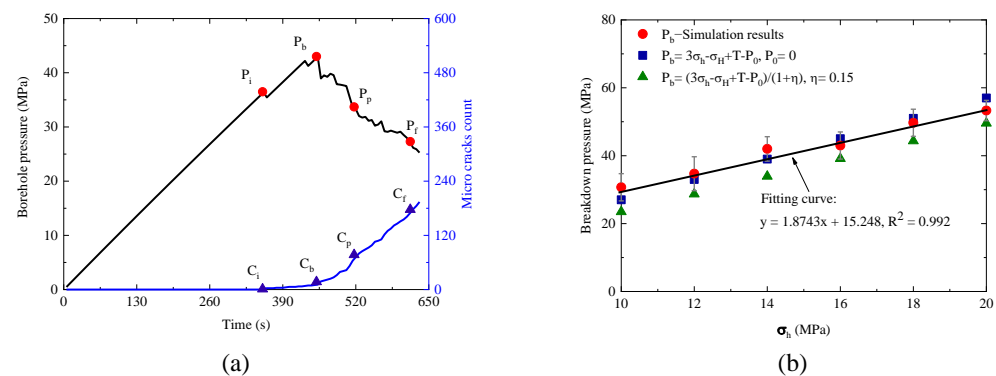 50
40
30
20
10
0
Borehole pressure (MPa)
P_i
P_b
P_p
P_f
C_i
C_b
C_p
C_f
600
480
360
240
120
0
Micro cracks count
0 130 260 390 520 650
Time (s)
(a)
80
60
40
20
0
Breakdown pressure (MPa)
P_b−Simulation results
P_b= 3σ_h-σ_H+T-P_0, P_0= 0
P_b= (3σ_h-σ_H+T-P_0)/(1+η), η= 0.15
Fitting curve:
y = 1.8743x + 15.248, R² = 0.992
10 12 14 16 18 20
σ_h (MPa)
(b)